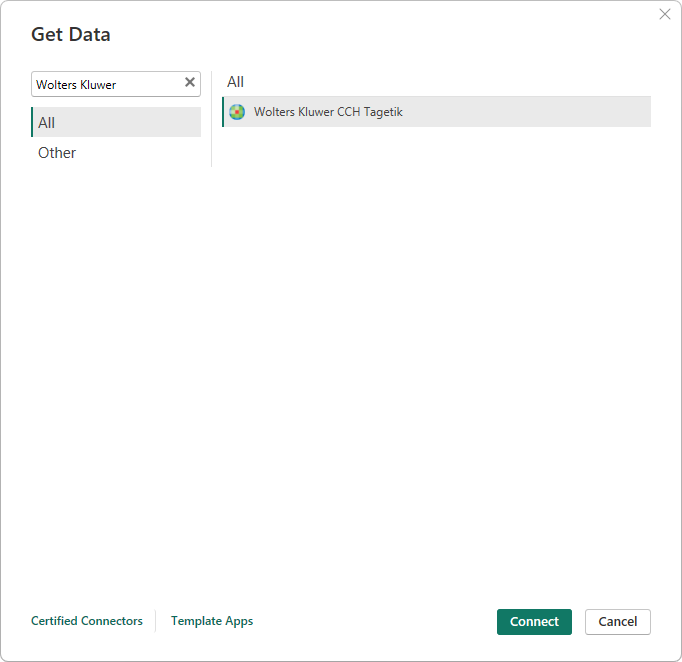 Get Data
Wolters Kluwer
All
Other
All
Wolters Kluwer CCH Tagetik
Certified Connectors
Template Apps
Connect
Cancel